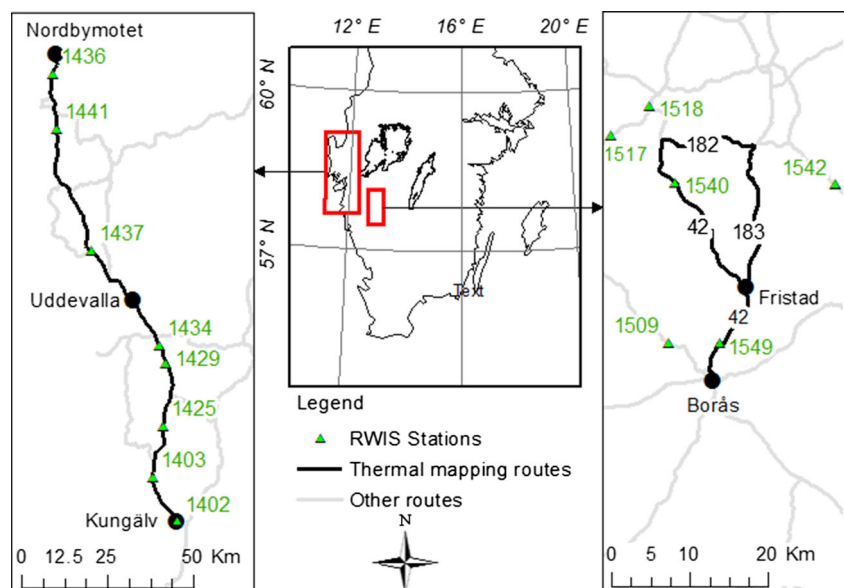 Nordbymotet
1436
1441
1437
Uddevalla
1434
1429
1425
1403
1402
Kungälv
0 12.5 25 50 Km
12° E 16° E 20° E
60° N
57° N
Text
Legend
RWIS Stations
Thermal mapping routes
Other routes
N
1518
1517
182
1542
1540
42
183
Fristad
42
1509
1549
Borås
0 5 10 20 Km